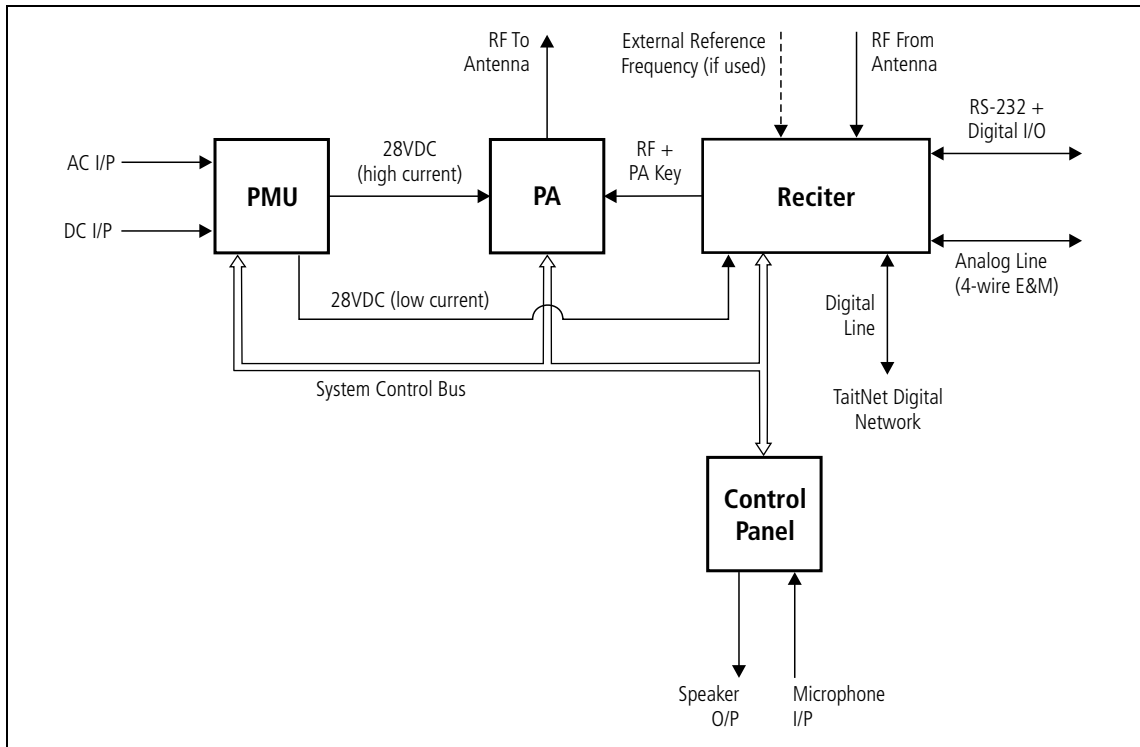 RF To
Antenna
External Reference
Frequency (if used)
RF From
Antenna
RS-232 +
Digital I/O
AC I/P
DC I/P
PMU
28VDC
(high current)
PA
RF +
PA Key
Reciter
Analog Line
(4-wire E&M)
28VDC (low current)
Digital
Line
System Control Bus
TaitNet Digital
Network
Control
Panel
Speaker
O/P
Microphone
I/P